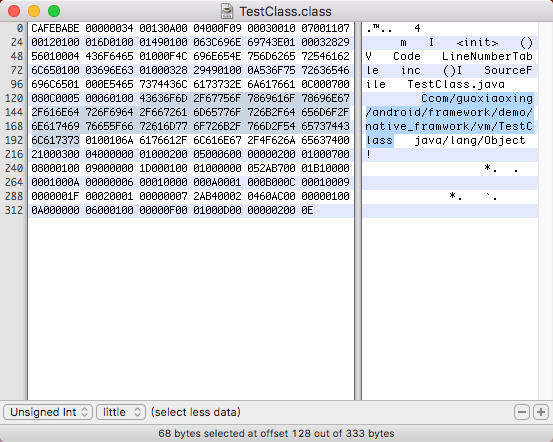 TestClass.class
0 CAFEBABE 00000034 00130A00 04000F09 00030010 07001107 .™.. 4
24 00120100 016D0100 01490100 063C696E 69743E01 00032829 m I <init> ()
48 56010004 436F6465 01000F4C 696E654E 756D6265 72546162 V Code LineNumberTab
72 6C650100 03696E63 01000328 29490100 0A536F75 72636546 le inc ()I SourceF
96 696C6501 000E5465 7374436C 6173732E 6A617661 0C000700 ile TestClass.java
120 080C0005 00060100 43636F6D 2F67756F 7869616F 78696E67 Ccom/guoxiaoxing
144 2F616E64 726F6964 2F667261 6D65776F 726B2F64 656D6F2F /android/framework/demo/
168 6E617469 76655F66 72616D77 6F726B2F 766D2F54 65737443 native_framwork/vm/TestC
192 6C617373 0100106A 6176612F 6C616E67 2F4F626A 65637400 lass java/lang/Object
216 21000300 04000000 01000200 05000600 00000200 01000700 !
240 08000100 09000000 1D000100 01000000 052AB700 01B10000 *. .
264 0001000A 00000006 00010000 000A0001 000B000C 00010009
288 0000001F 00020001 00000007 2AB40002 0460AC00 00000100 *. `.
312 0A000000 06000100 00000F00 01000D00 00000200 0E
Unsigned Int little (select less data)
68 bytes selected at offset 128 out of 333 bytes